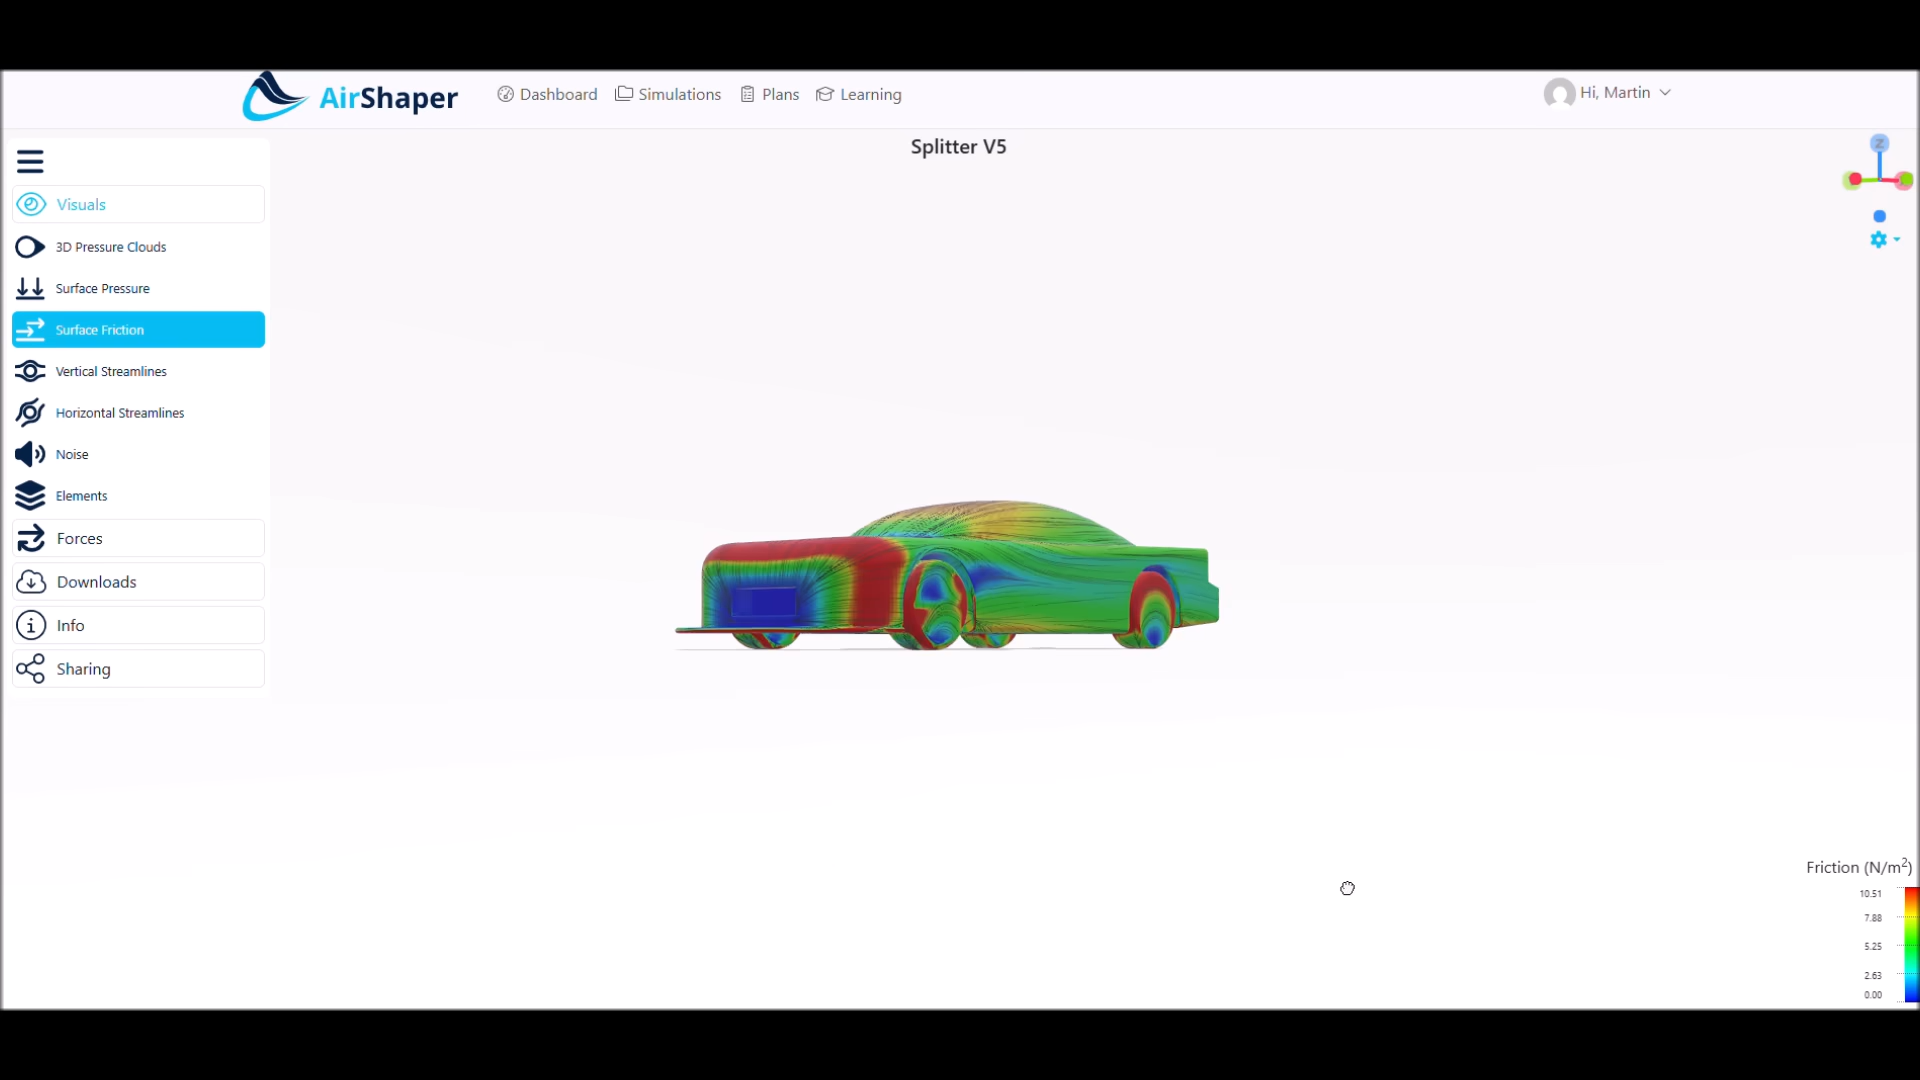 AirShaper
Dashboard
Simulations
Plans
Learning
Hi, Martin
Splitter V5
Z
Visuals
3D Pressure Clouds
Surface Pressure
Surface Friction
Vertical Streamlines
Horizontal Streamlines
Noise
Elements
Forces
Downloads
Info
Sharing
Friction (N/m²)
10.51
7.88
5.25
2.63
0.00